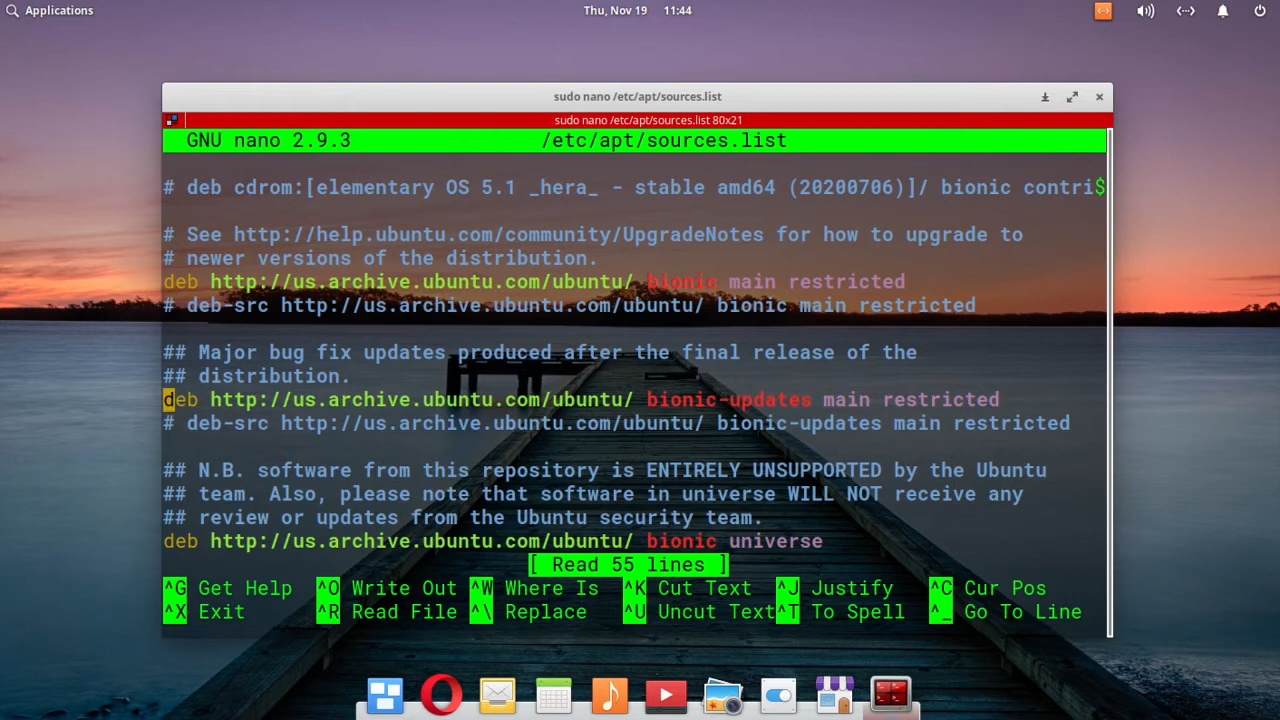 Applications
Thu, Nov 19 11:44
sudo nano /etc/apt/sources.list
sudo nano /etc/apt/sources.list 80x21
GNU nano 2.9.3 /etc/apt/sources.list
# deb cdrom:[elementary OS 5.1 _hera_ - stable amd64 (20200706)]/ bionic contri$
# See http://help.ubuntu.com/community/UpgradeNotes for how to upgrade to
# newer versions of the distribution.
deb http://us.archive.ubuntu.com/ubuntu/ bionic main restricted
# deb-src http://us.archive.ubuntu.com/ubuntu/ bionic main restricted
## Major bug fix updates produced after the final release of the
## distribution.
deb http://us.archive.ubuntu.com/ubuntu/ bionic-updates main restricted
# deb-src http://us.archive.ubuntu.com/ubuntu/ bionic-updates main restricted
## N.B. software from this repository is ENTIRELY UNSUPPORTED by the Ubuntu
## team. Also, please note that software in universe WILL NOT receive any
## review or updates from the Ubuntu security team.
deb http://us.archive.ubuntu.com/ubuntu/ bionic universe
[ Read 55 lines ]
^G Get Help ^O Write Out ^W Where Is ^K Cut Text ^J Justify ^C Cur Pos
^X Exit ^R Read File ^\ Replace ^U Uncut Text ^T To Spell ^_ Go To Line